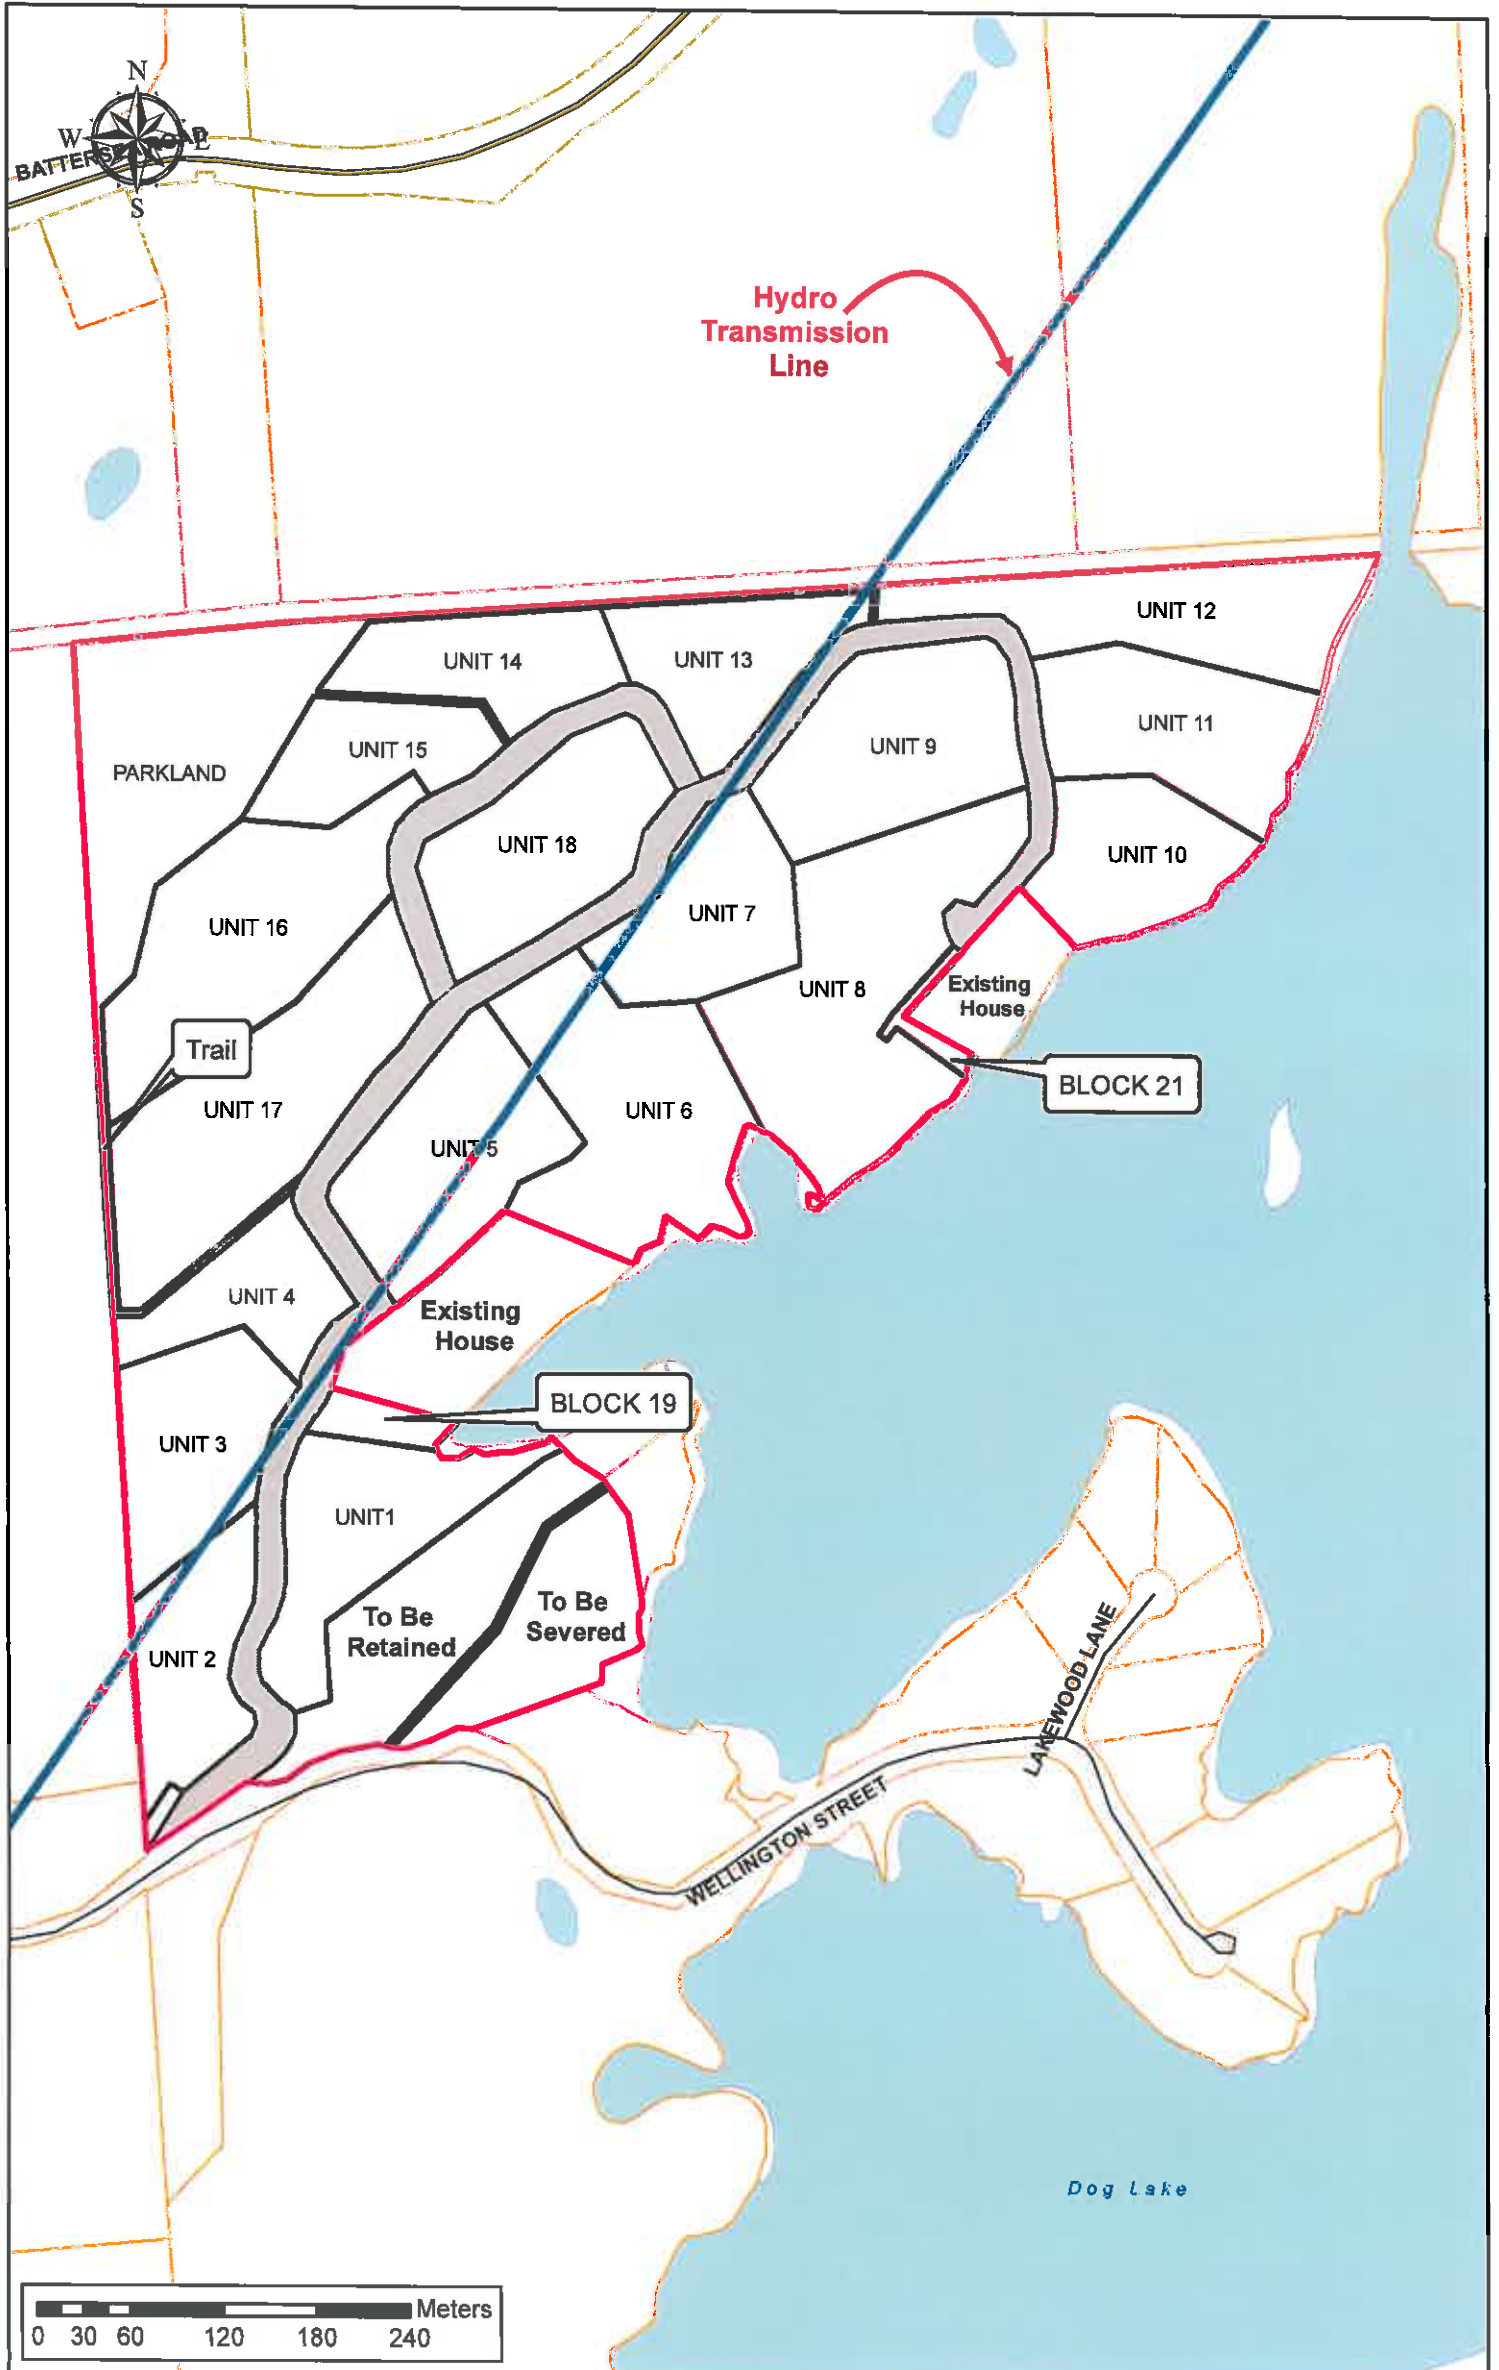 N
W
E
S
BATTERSEA ROAD
Hydro
Transmission
Line
UNIT 12
UNIT 14
UNIT 13
UNIT 11
UNIT 15
UNIT 9
PARKLAND
UNIT 18
UNIT 10
UNIT 16
UNIT 7
UNIT 8
Existing
House
Trail
BLOCK 21
UNIT 17
UNIT 6
UNIT 5
UNIT 4
Existing
House
BLOCK 19
UNIT 3
UNIT1
To Be
Retained
To Be
Severed
UNIT 2
LAKEWOOD LANE
WELLINGTON STREET
Dog Lake
Meters
0 30 60 120 180 240